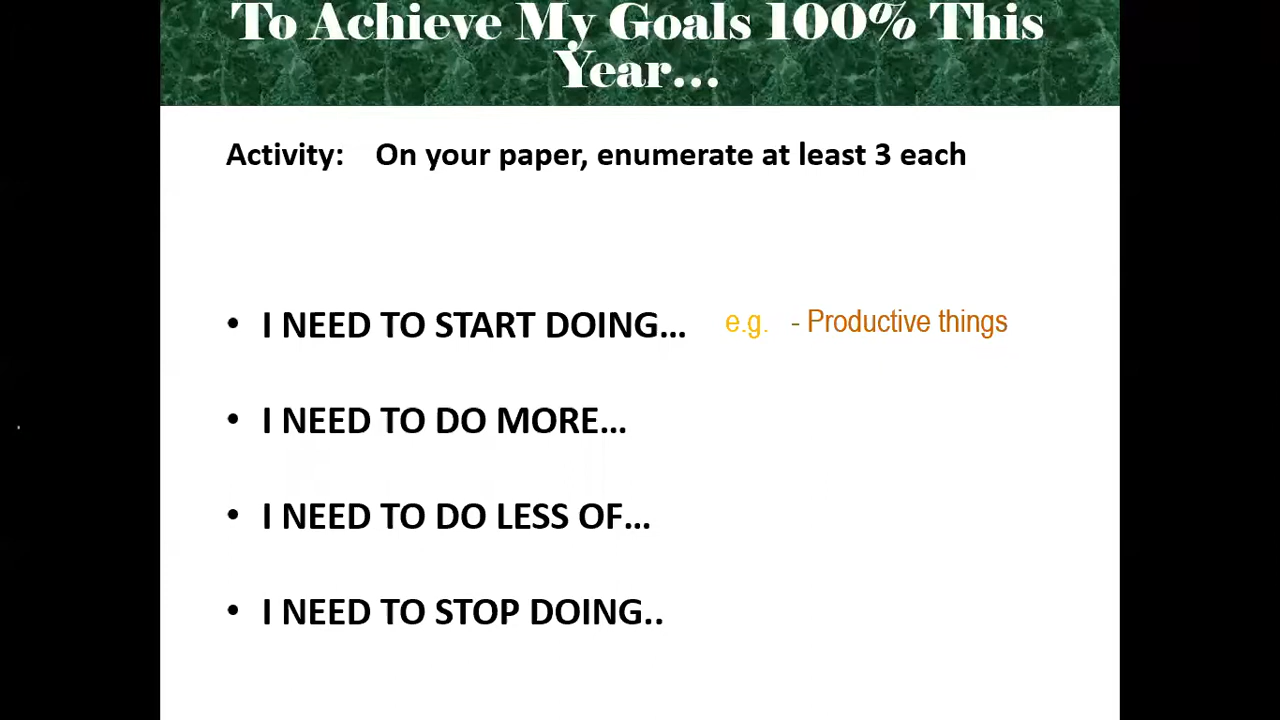 To Achieve My Goals 100% This
Year...
Activity: On your paper, enumerate at least 3 each
• I NEED TO START DOING... e.g. - Productive things
• I NEED TO DO MORE...
• I NEED TO DO LESS OF...
• I NEED TO STOP DOING..